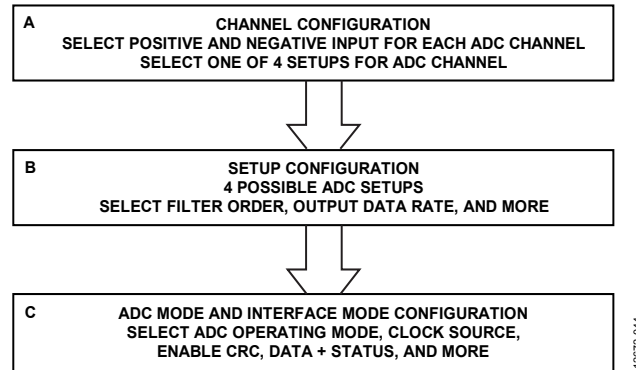 A
CHANNEL CONFIGURATION
SELECT POSITIVE AND NEGATIVE INPUT FOR EACH ADC CHANNEL
SELECT ONE OF 4 SETUPS FOR ADC CHANNEL
B
SETUP CONFIGURATION
4 POSSIBLE ADC SETUPS
SELECT FILTER ORDER, OUTPUT DATA RATE, AND MORE
C
ADC MODE AND INTERFACE MODE CONFIGURATION
SELECT ADC OPERATING MODE, CLOCK SOURCE,
ENABLE CRC, DATA + STATUS, AND MORE